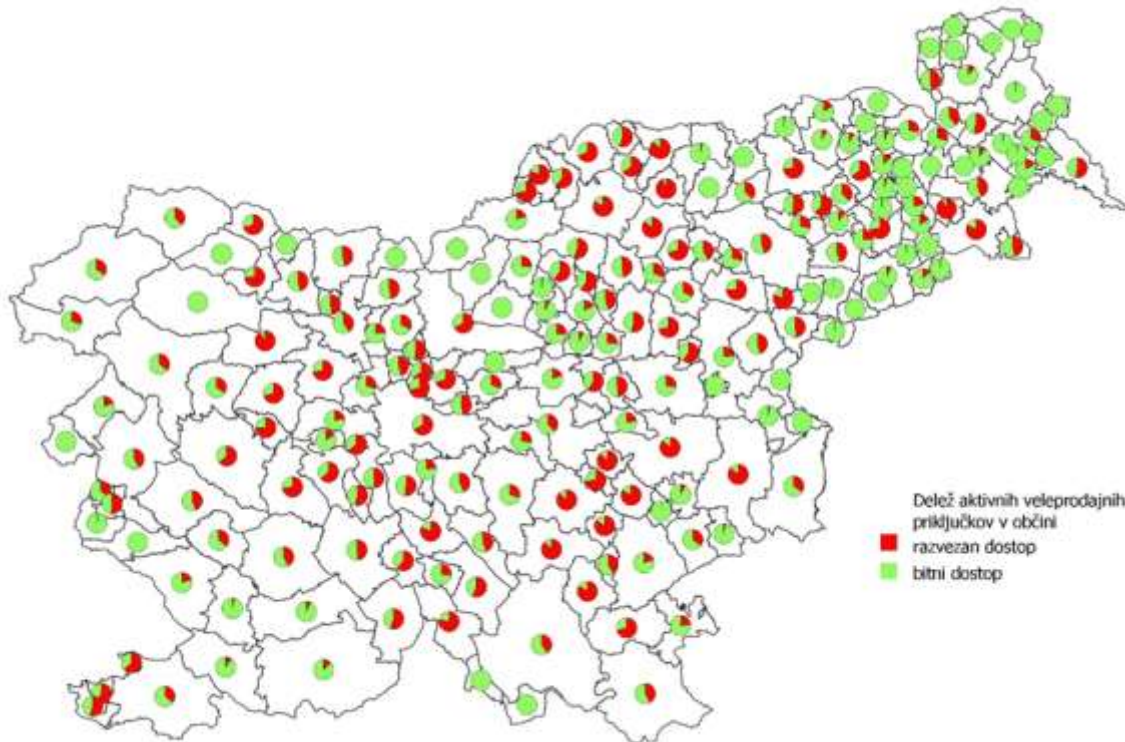 Delež aktivnih veleprodajnih
priključkov v občini
razvezan dostop
bitni dostop